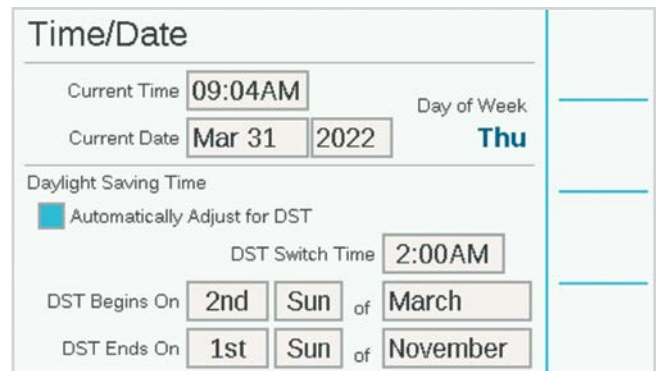 Time/Date
Current Time 09:04AM
Day of Week
Current Date Mar 31 2022 Thu
Daylight Saving Time
Automatically Adjust for DST
DST Switch Time 2:00AM
DST Begins On 2nd Sun of March
DST Ends On 1st Sun of November